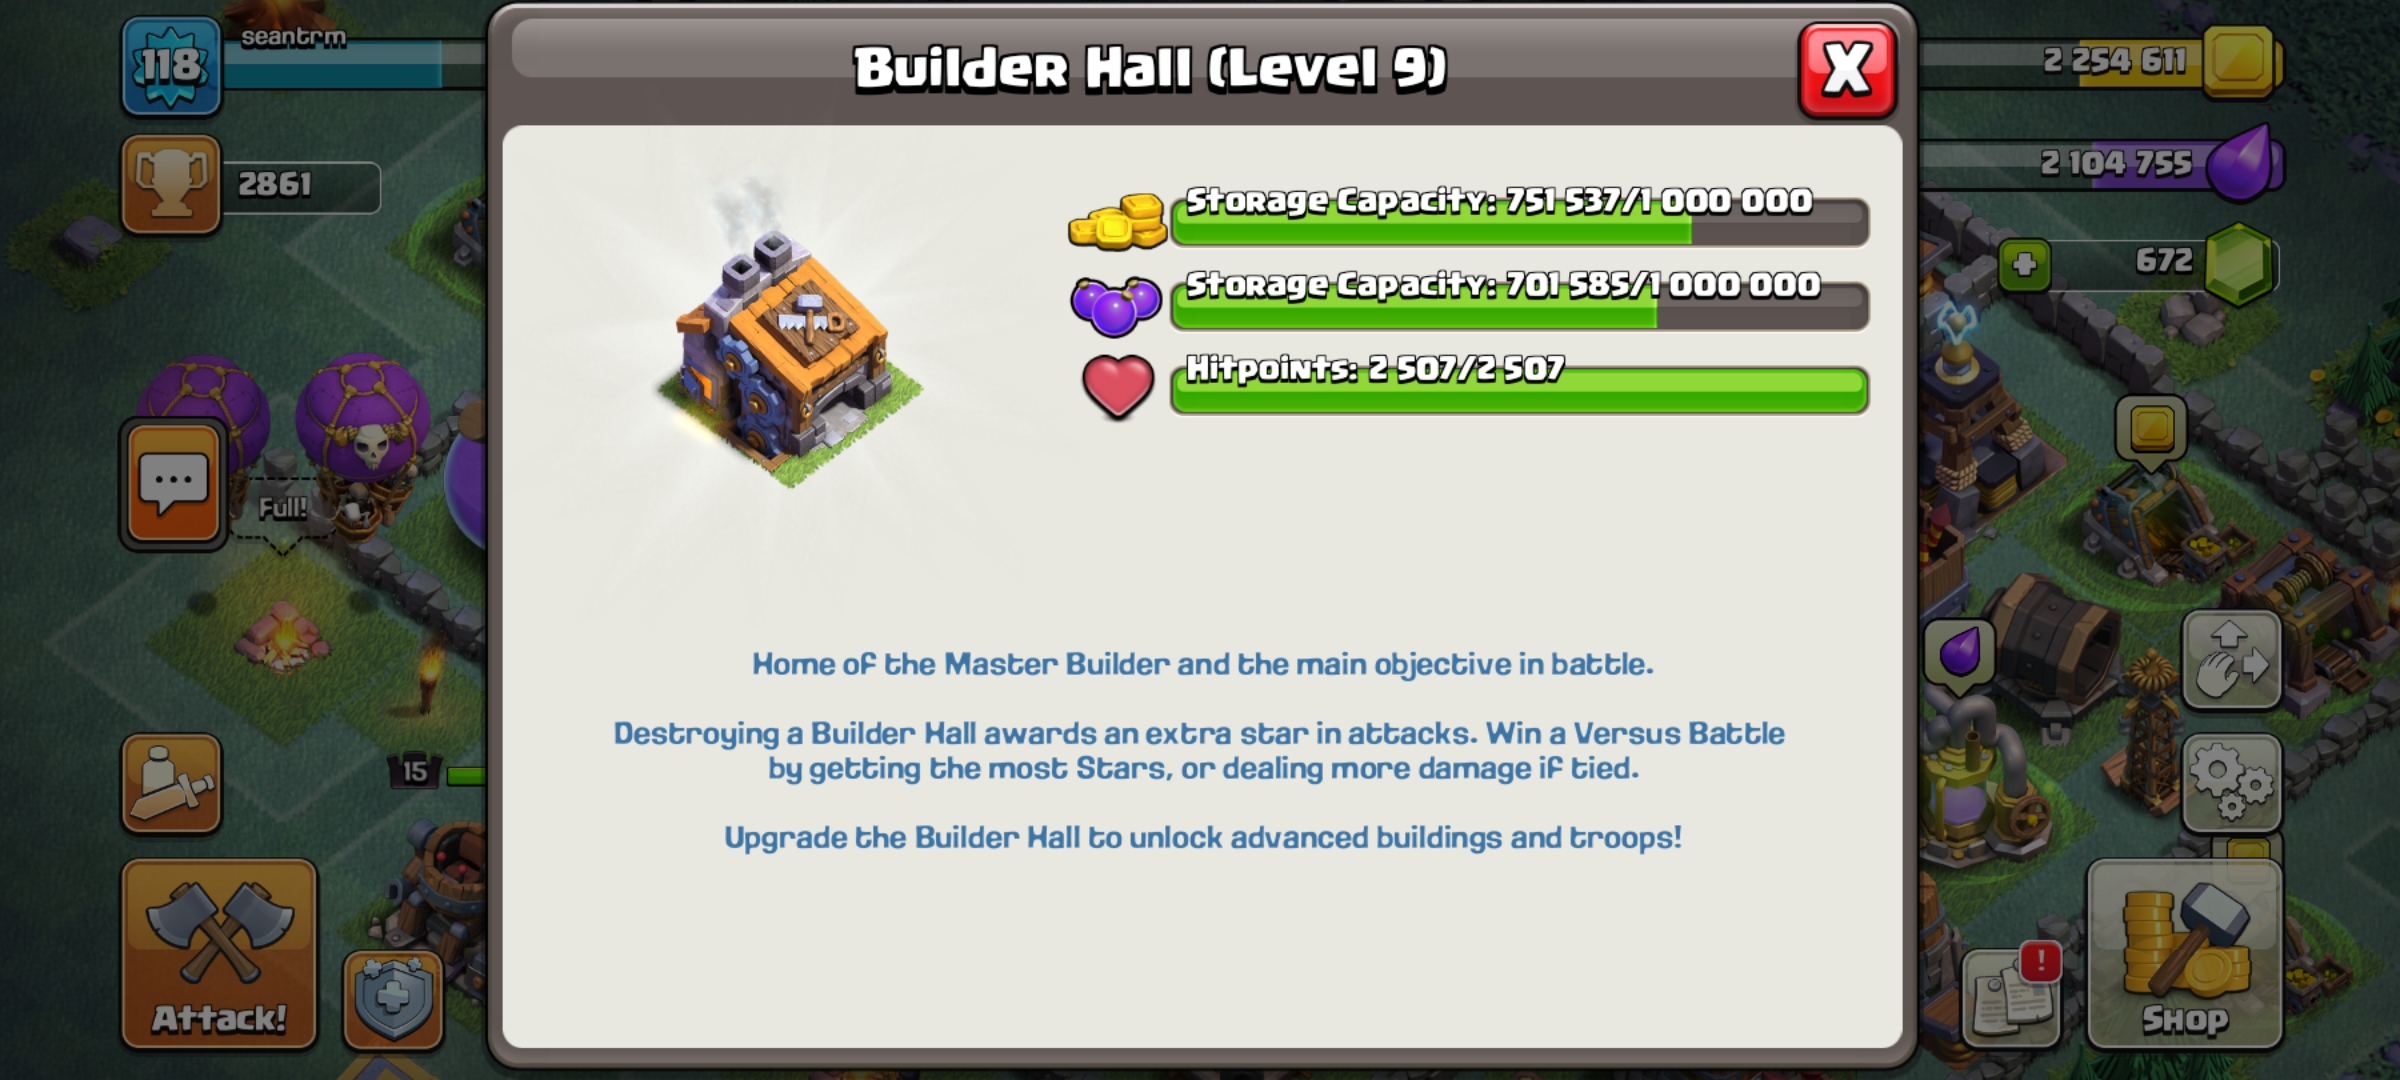 118
seantrm
2861
Builder Hall (Level 9)
X
2 254 611
2 104 755
672
Storage Capacity: 751 537/1 000 000
Storage Capacity: 701 585/1 000 000
Hitpoints: 2 507/2 507
Full!
Home of the Master Builder and the main objective in battle.
Destroying a Builder Hall awards an extra star in attacks. Win a Versus Battle
by getting the most Stars, or dealing more damage if tied.
Upgrade the Builder Hall to unlock advanced buildings and troops!
15
Attack!
!
Shop